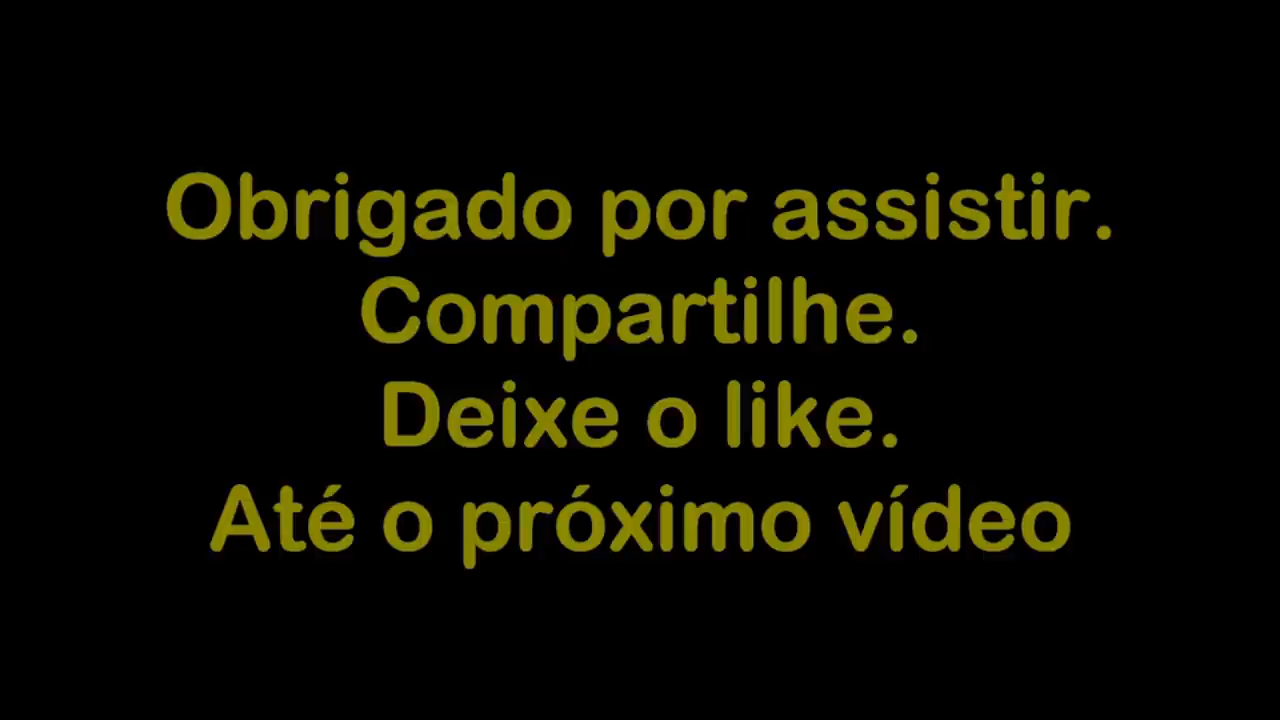 Obrigado por assistir.
Compartilhe.
Deixe o like.
Até o próximo vídeo